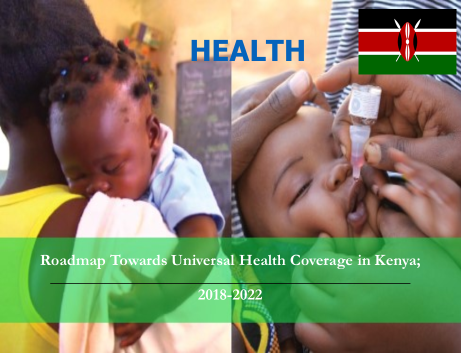 HEALTH
Roadmap Towards Universal Health Coverage in Kenya;
2018-2022